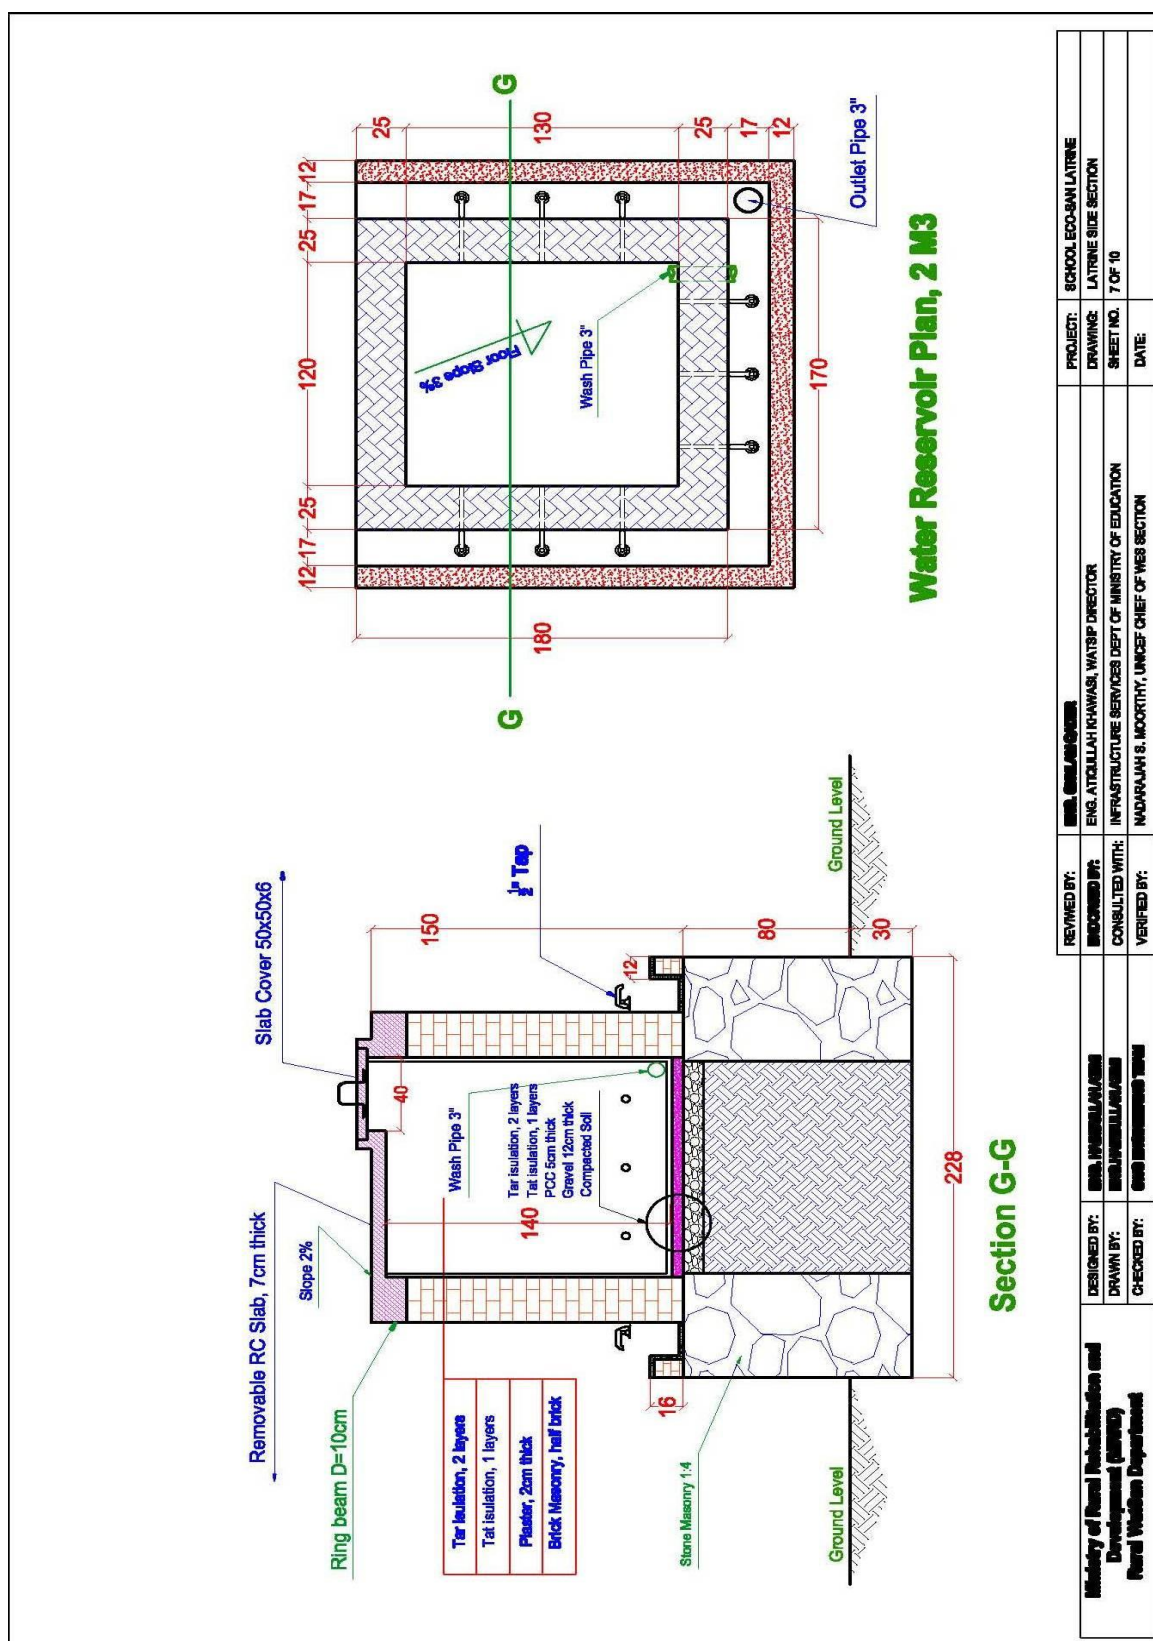 Removable RC Slab, 7cm thick
Slab Cover 50x50x6
Slope 2%
Ring beam D=10cm
150
40
Wash Pipe 3"
½" Tap
Tar isulation, 2 layers
Tat isulation, 1 layers
PCC 5cm thick
Gravel 12cm thick
Compacted Soil
140
Tar isulation, 2 layers
Tat isulation, 1 layers
Plaster, 2cm thick
Brick Masonry, half brick
12
16
80
30
Stone Masonry 1:4
Ground Level
Ground Level
228
Section G-G
12
17
25
120
25
17
12
25
130
25
17
12
G
G
180
Floor Slope 3%
Wash Pipe 3"
170
Outlet Pipe 3"
Water Reservoir Plan, 2 M3
Ministry of Rural Rehabilitation and
Development (MRRD)
Rural WatSan Department
DESIGNED BY:
DRAWN BY:
CHECKED BY:
REVIWED BY:
ENDORSED BY: ENG. ATIQULLAH KHAWASI, WATSIP DIRECTOR
CONSULTED WITH: INFRASTRUCTURE SERVICES DEPT OF MINISTRY OF EDUCATION
VERIFIED BY: NADARAJAH S. MOORTHY, UNICEF CHIEF OF WES SECTION
PROJECT: SCHOOL ECO-SAN LATRINE
DRAWING: LATRINE SIDE SECTION
SHEET NO. 7 OF 10
DATE: